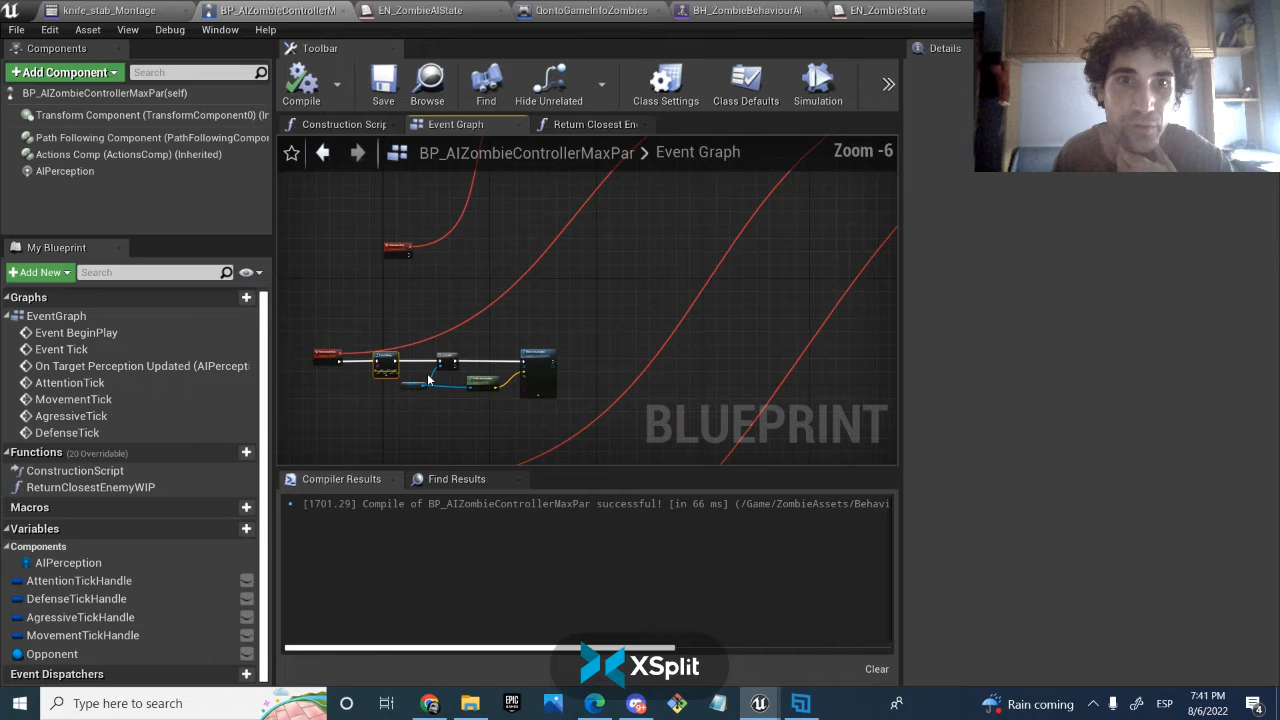 knife_stab_Montage
BP_AIZombieControllerM
EN_ZombieAIState
QontoGameInfoZombies
BH_ZombieBehaviourAI
EN_ZombieState
File Edit Asset View Debug Window Help
Components
Toolbar
Details
+Add Component
Search
Compile
Save
Browse
Find
Hide Unrelated
Class Settings
Class Defaults
Simulation
BP_AIZombieControllerMaxPar(self)
Transform Component (TransformComponent0) (In
Path Following Component (PathFollowingCompo
Actions Comp (ActionsComp) (Inherited)
AIPerception
Construction Scrip
Event Graph
Return Closest En
BP_AIZombieControllerMaxPar > Event Graph
Zoom -6
My Blueprint
+Add New
Search
Graphs
EventGraph
Event BeginPlay
Event Tick
On Target Perception Updated (AIPercept
AttentionTick
MovementTick
AgressiveTick
DefenseTick
Functions (20 Overridable)
ConstructionScript
ReturnClosestEnemyWIP
Macros
Variables
Components
AIPerception
AttentionTickHandle
DefenseTickHandle
AgressiveTickHandle
MovementTickHandle
Opponent
Event Dispatchers
BLUEPRINT
Compiler Results
Find Results
[1701.29] Compile of BP_AIZombieControllerMaxPar successful! [in 66 ms] (/Game/ZombieAssets/Behavi
XSplit
Clear
Type here to search
Rain coming
ESP
7:41 PM
8/6/2022